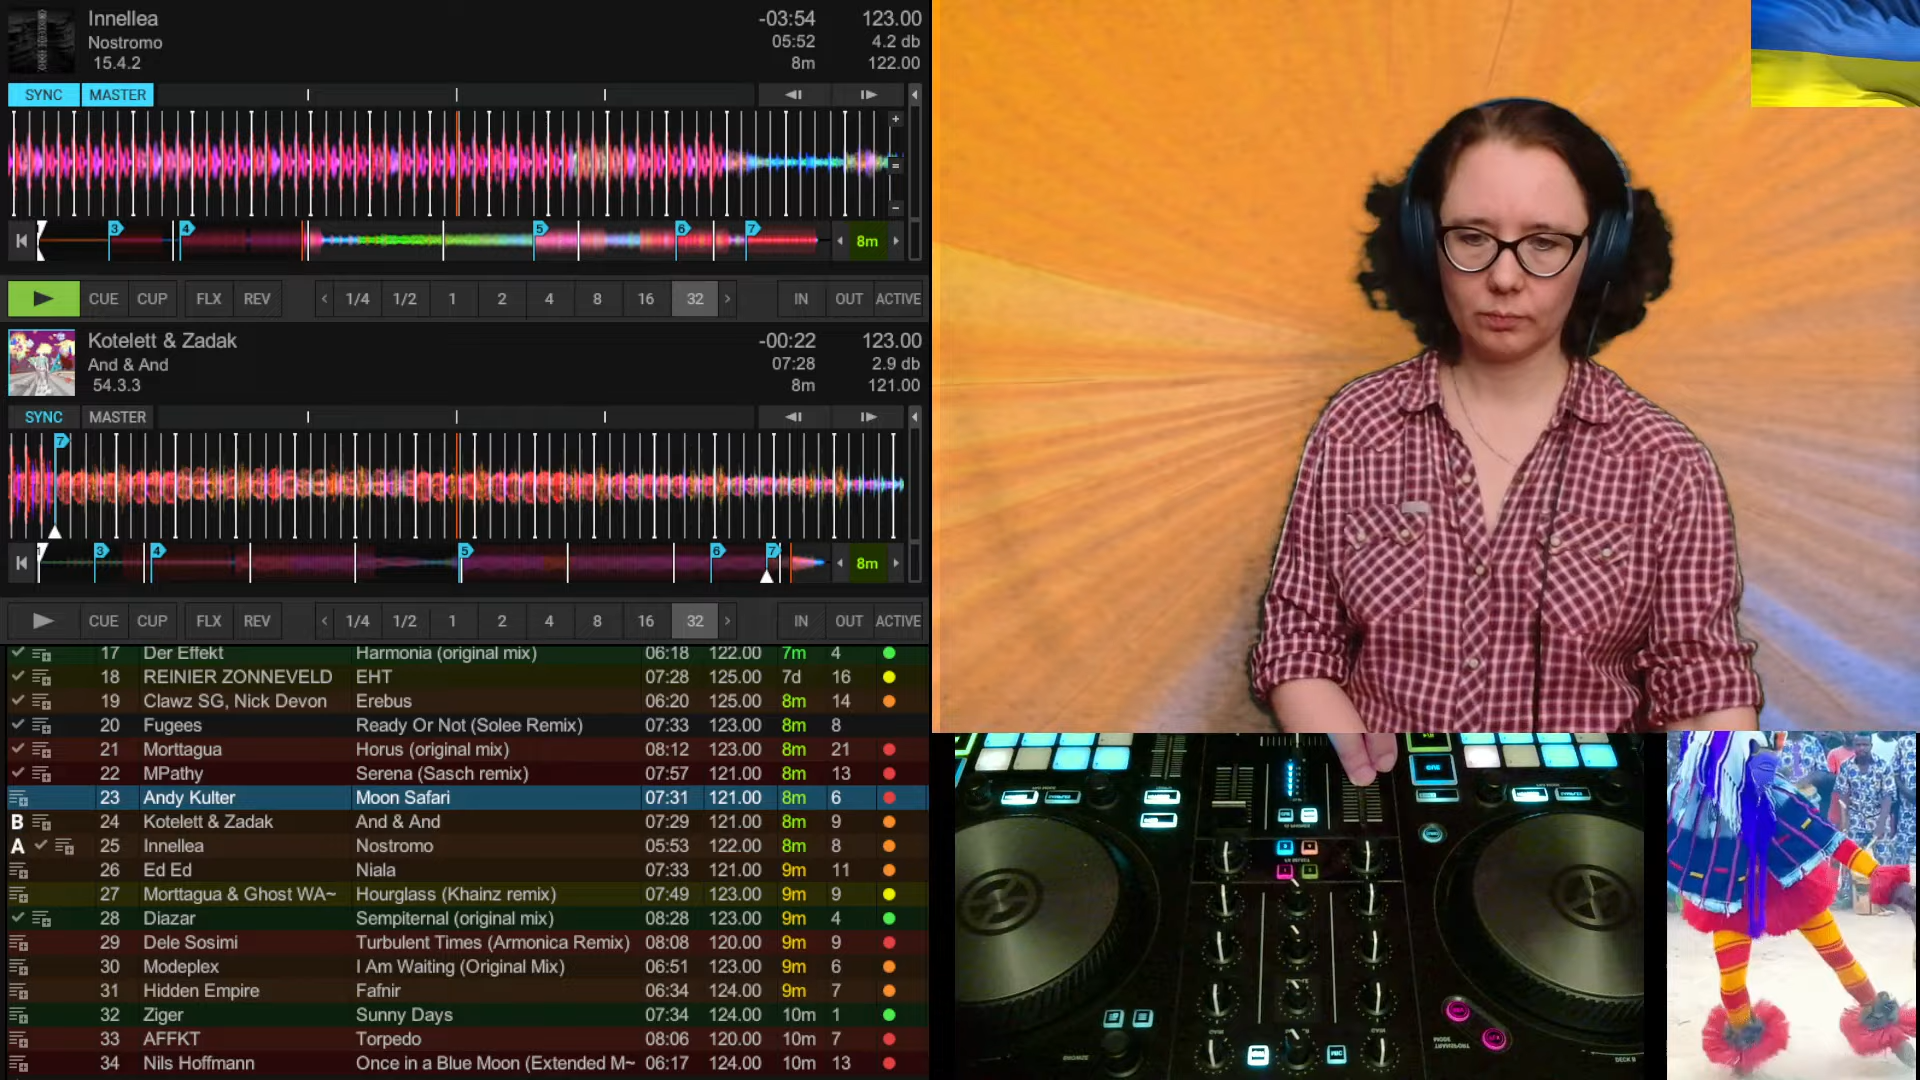 Innellea -03:54 123.00
Nostromo 05:52 4.2 db
15.4.2 8m 122.00
SYNC MASTER
3 4 5 6 7 8m
CUE CUP FLX REV 1/4 1/2 1 2 4 8 16 32 IN OUT ACTIVE
Kotelett & Zadak -00:22 123.00
And & And 07:28 2.9 db
54.3.3 8m 121.00
SYNC MASTER
7
3 4 5 6 7 8m
CUE CUP FLX REV 1/4 1/2 1 2 4 8 16 32 IN OUT ACTIVE
17 Der Effekt Harmonia (original mix) 06:18 122.00 7m 4
18 REINIER ZONNEVELD EHT 07:28 125.00 7d 16
19 Clawz SG, Nick Devon Erebus 06:20 125.00 8m 14
20 Fugees Ready Or Not (Solee Remix) 07:33 123.00 8m 8
21 Morttagua Horus (original mix) 08:12 123.00 8m 21
22 MPathy Serena (Sasch remix) 07:57 121.00 8m 13
23 Andy Kulter Moon Safari 07:31 121.00 8m 6
B 24 Kotelett & Zadak And & And 07:29 121.00 8m 9
A 25 Innellea Nostromo 05:53 122.00 8m 8
26 Ed Ed Niala 07:33 121.00 8m 11
27 Morttagua & Ghost WA~ Hourglass (Khainz remix) 07:49 123.00 9m 9
28 Diazar Sempiternal (original mix) 08:28 123.00 9m 4
29 Dele Sosimi Turbulent Times (Armonica Remix) 08:08 120.00 9m 9
30 Modeplex I Am Waiting (Original Mix) 06:51 123.00 9m 6
31 Hidden Empire Fafnir 06:34 124.00 9m 7
32 Ziger Sunny Days 07:34 124.00 10m 1
33 AFFKT Torpedo 06:08 120.00 10m 7
34 Nils Hoffmann Once in a Blue Moon (Extended M~ 06:17 124.00 10m 13